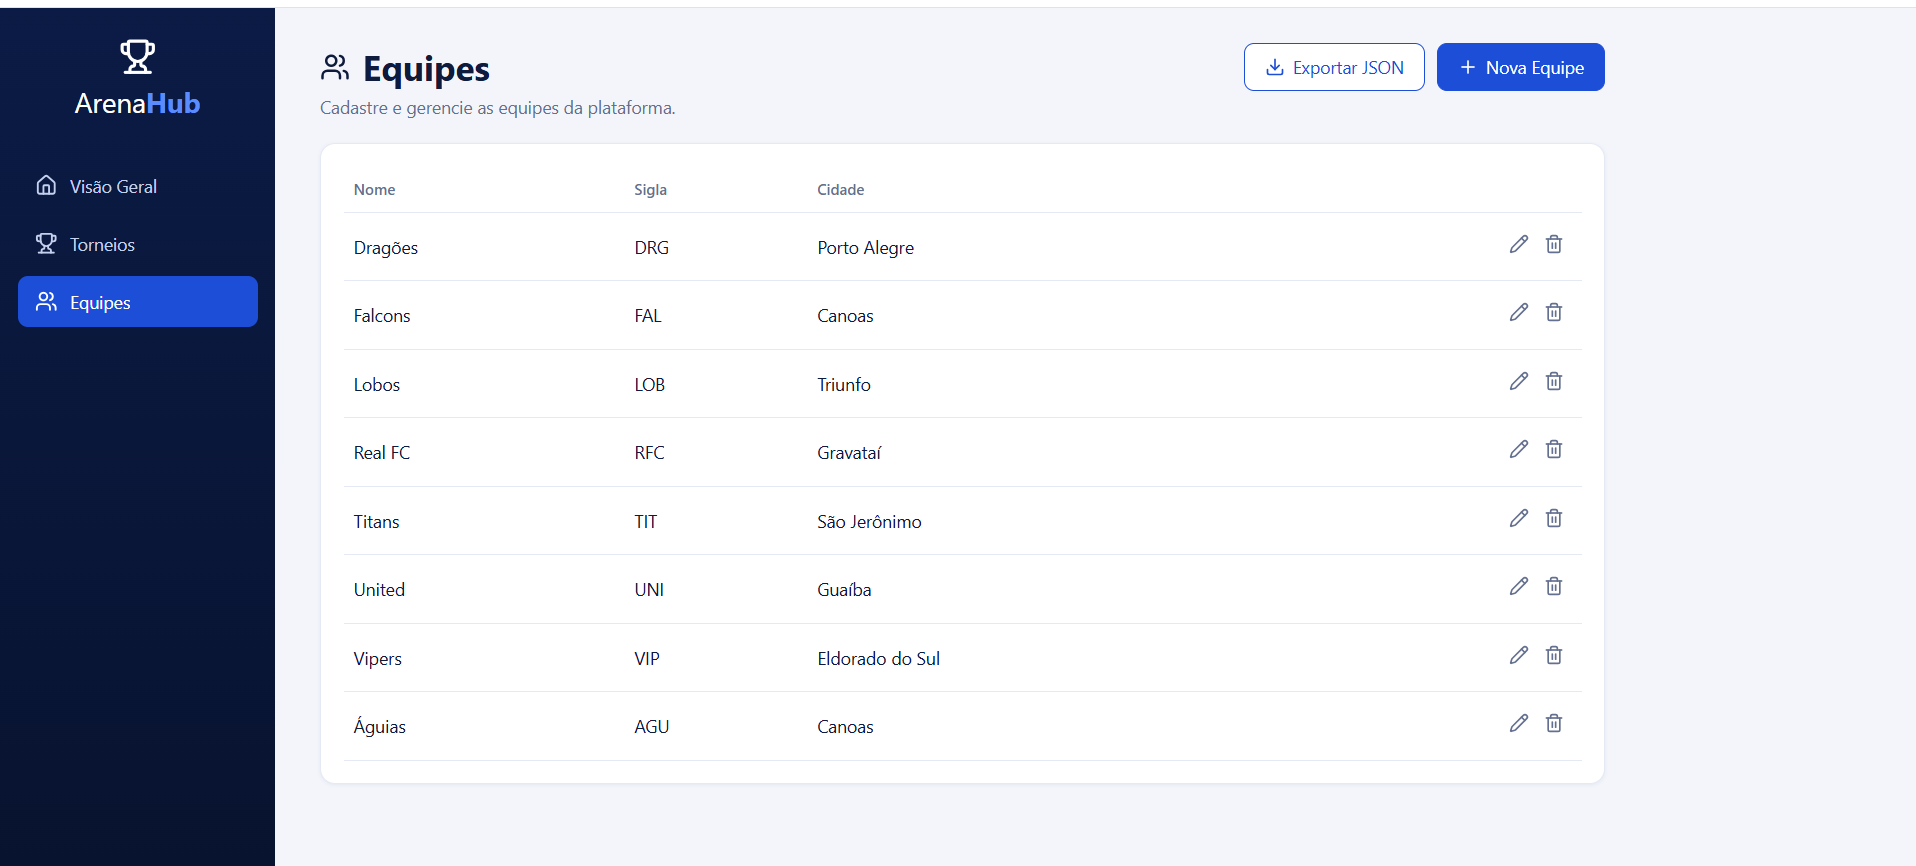 ArenaHub
Visão Geral
Torneios
Equipes
Equipes
Cadastre e gerencie as equipes da plataforma.
Exportar JSON
Nova Equipe
Nome Sigla Cidade
Dragões DRG Porto Alegre
Falcons FAL Canoas
Lobos LOB Triunfo
Real FC RFC Gravataí
Titans TIT São Jerônimo
United UNI Guaíba
Vipers VIP Eldorado do Sul
Águias AGU Canoas